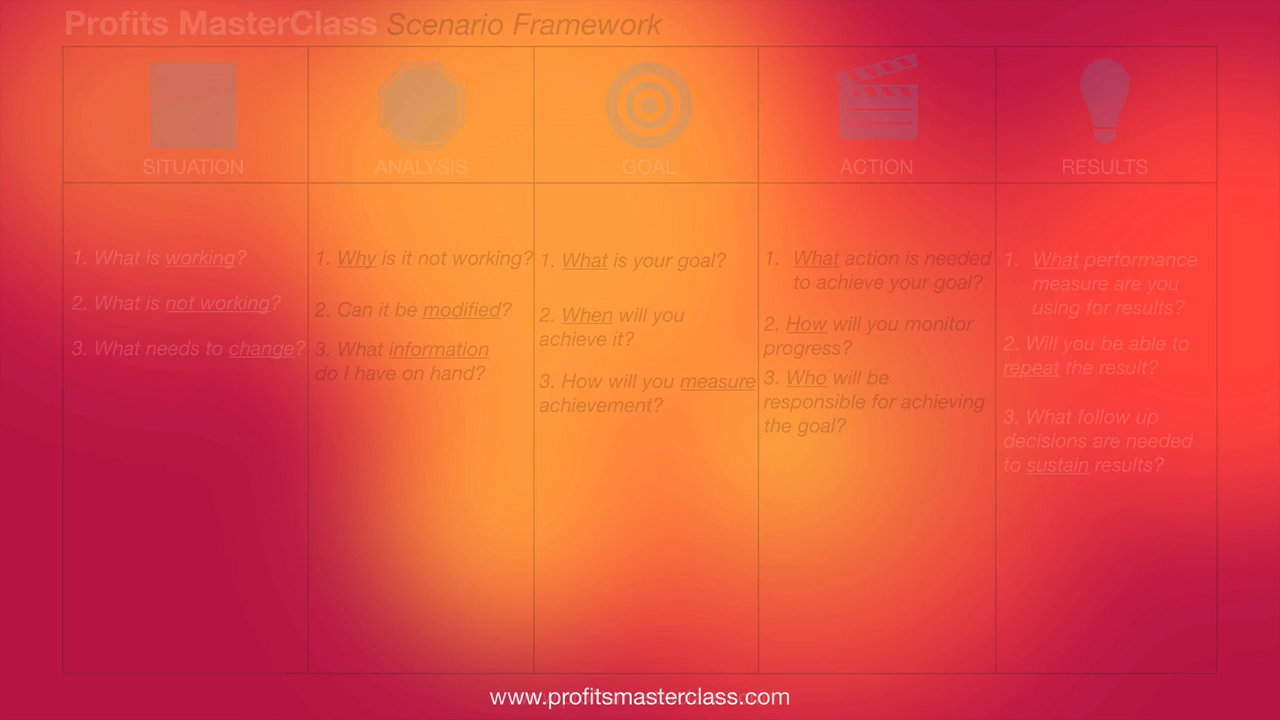 Profits MasterClass Scenario Framework
SITUATION
ANALYSIS
GOAL
ACTION
RESULTS
1. What is working?
2. What is not working?
3. What needs to change?
1. Why is it not working?
2. Can it be modified?
3. What information
do I have on hand?
1. What is your goal?
2. When will you
achieve it?
3. How will you measure
achievement?
1. What action is needed
to achieve your goal?
2. How will you monitor
progress?
3. Who will be
responsible for achieving
the goal?
1. What performance
measure are you
using for results?
2. Will you be able to
repeat the result?
3. What follow up
decisions are needed
to sustain results?
www.profitsmasterclass.com